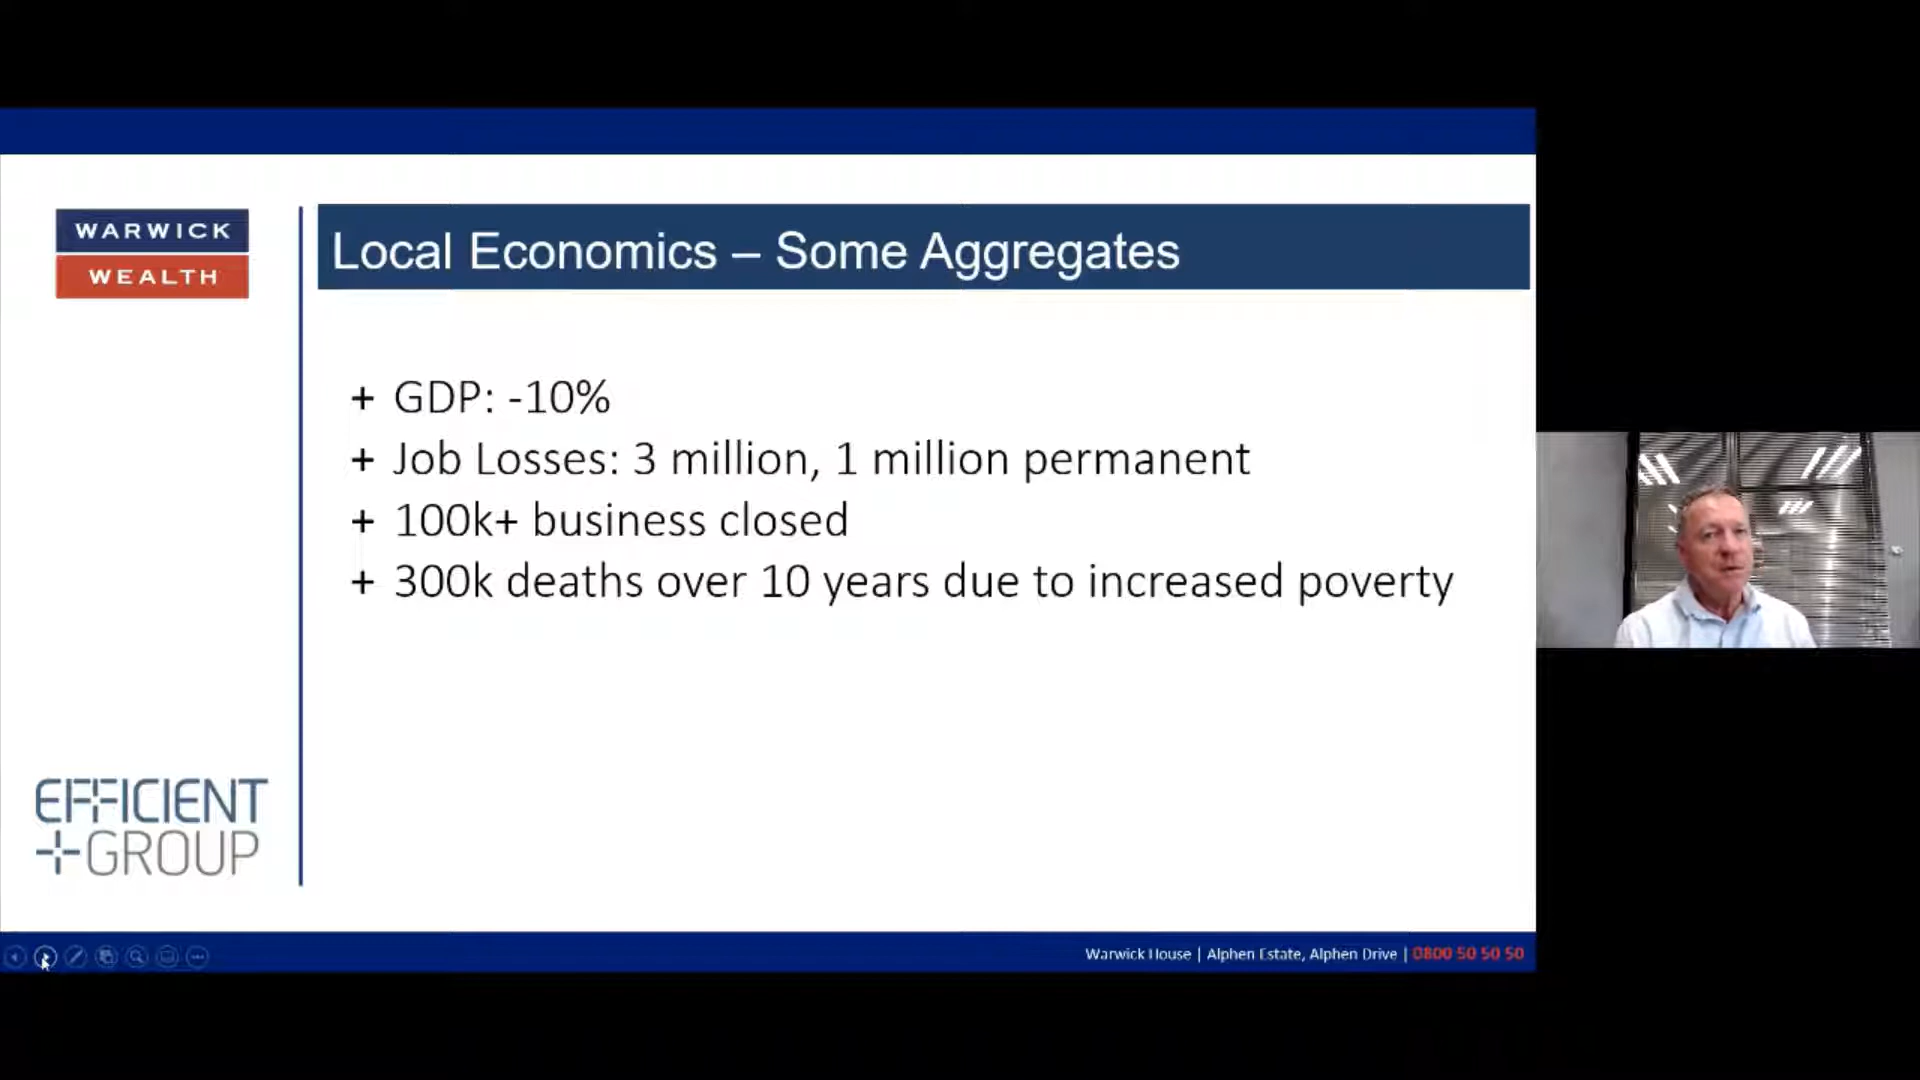 WARWICK
WEALTH
Local Economics – Some Aggregates
+ GDP: -10%
+ Job Losses: 3 million, 1 million permanent
+ 100k+ business closed
+ 300k deaths over 10 years due to increased poverty
EFFICIENT
GROUP
Warwick House | Alphen Estate, Alphen Drive | 0800 50 50 50